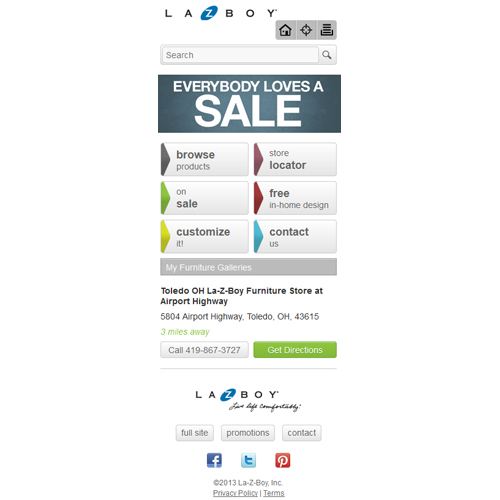 LA Z BOY®
Search
EVERYBODY LOVES A
SALE
browse
products
store
locator
on
sale
free
in-home design
customize
it!
contact
us
My Furniture Galleries
Toledo OH La-Z-Boy Furniture Store at
Airport Highway
5804 Airport Highway, Toledo, OH, 43615
3 miles away
Call 419-867-3727
Get Directions
LA Z BOY®
Live life comfortably.®
full site
promotions
contact
©2013 La-Z-Boy, Inc.
Privacy Policy | Terms